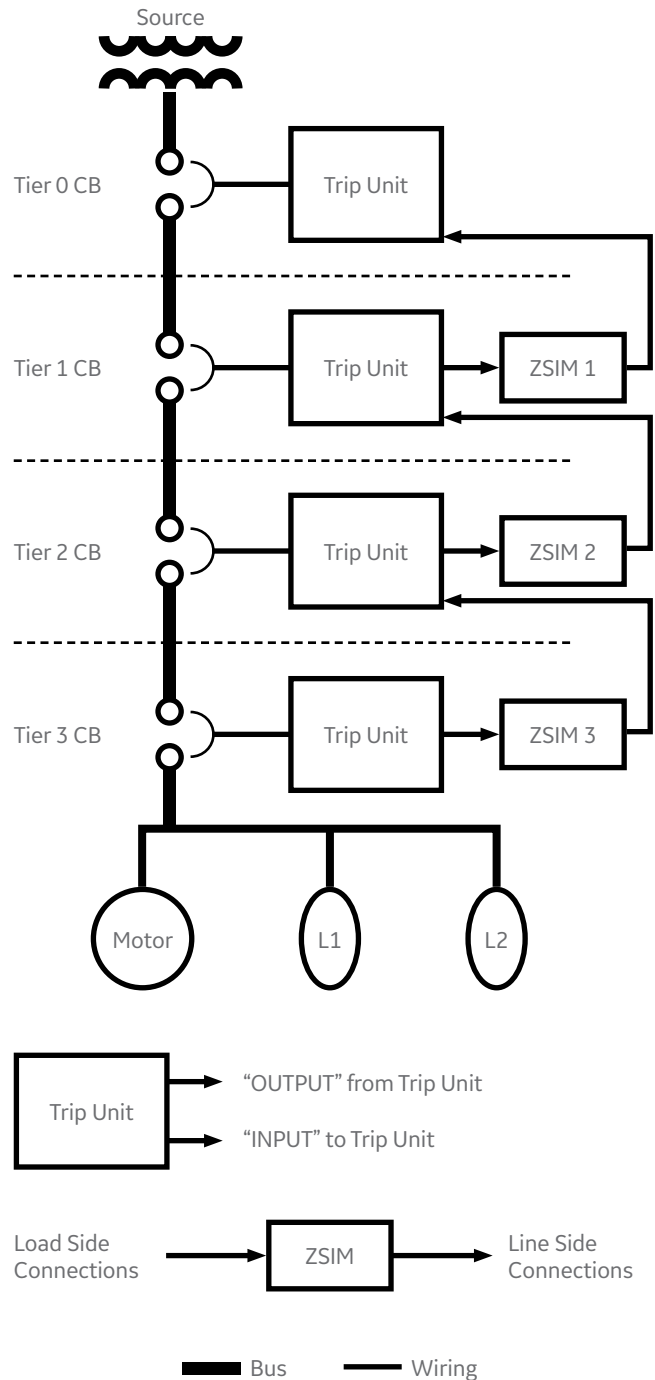 Source
Tier 0 CB
Trip Unit
Tier 1 CB
Trip Unit
ZSIM 1
Tier 2 CB
Trip Unit
ZSIM 2
Tier 3 CB
Trip Unit
ZSIM 3
Motor
L1
L2
Trip Unit
“OUTPUT” from Trip Unit
“INPUT” to Trip Unit
Load Side
Connections
ZSIM
Line Side
Connections
Bus
Wiring